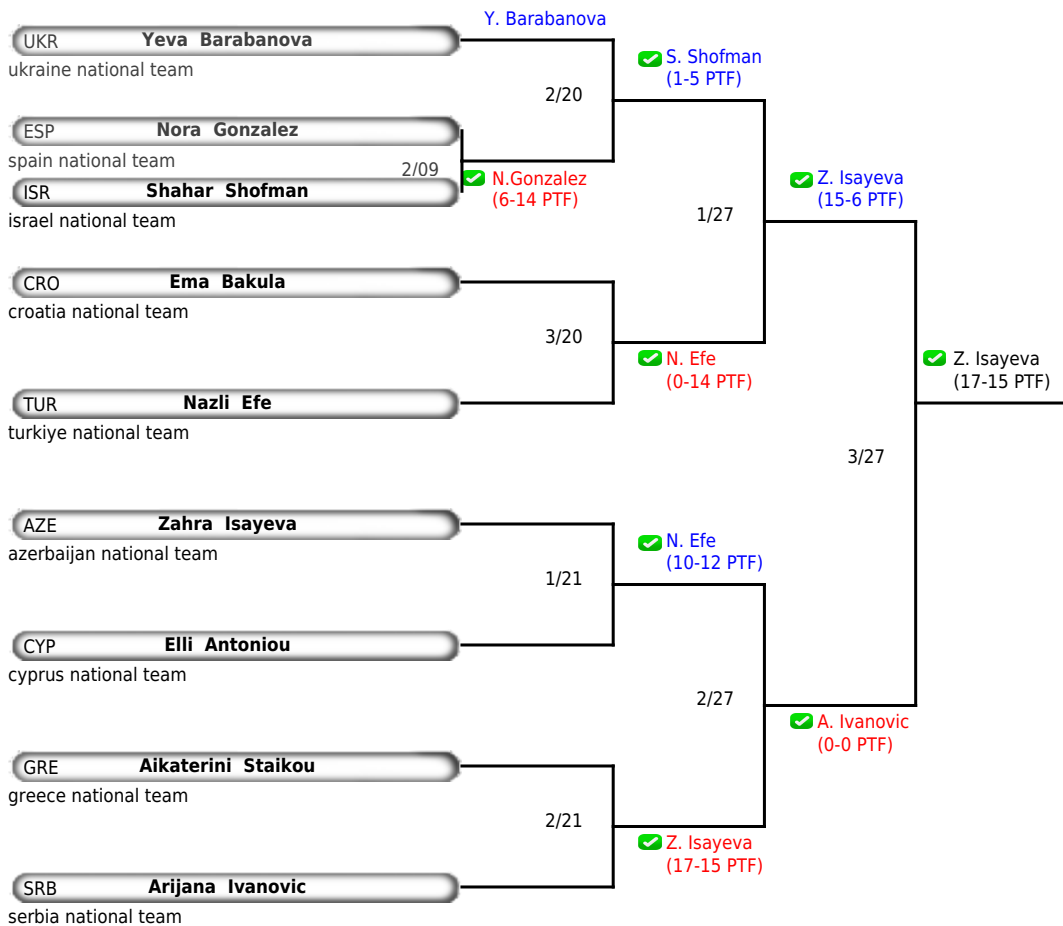 Y. Barabanova
UKR Yeva Barabanova
ukraine national team
S. Shofman
(1-5 PTF)
2/20
ESP Nora Gonzalez
spain national team
2/09
N.Gonzalez
(6-14 PTF)
ISR Shahar Shofman
israel national team
Z. Isayeva
(15-6 PTF)
1/27
CRO Ema Bakula
croatia national team
3/20
N. Efe
(0-14 PTF)
Z. Isayeva
(17-15 PTF)
TUR Nazli Efe
turkiye national team
3/27
AZE Zahra Isayeva
azerbaijan national team
N. Efe
(10-12 PTF)
1/21
CYP Elli Antoniou
cyprus national team
2/27
A. Ivanovic
(0-0 PTF)
GRE Aikaterini Staikou
greece national team
2/21
Z. Isayeva
(17-15 PTF)
SRB Arijana Ivanovic
serbia national team